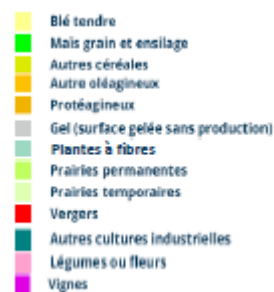 Blé tendre
Maïs grain et ensilage
Autres céréales
Autre oléagineux
Protéagineux
Gel (surface gelée sans production)
Plantes à fibres
Prairies permanentes
Prairies temporaires
Vergers
Autres cultures industrielles
Légumes ou fleurs
Vignes